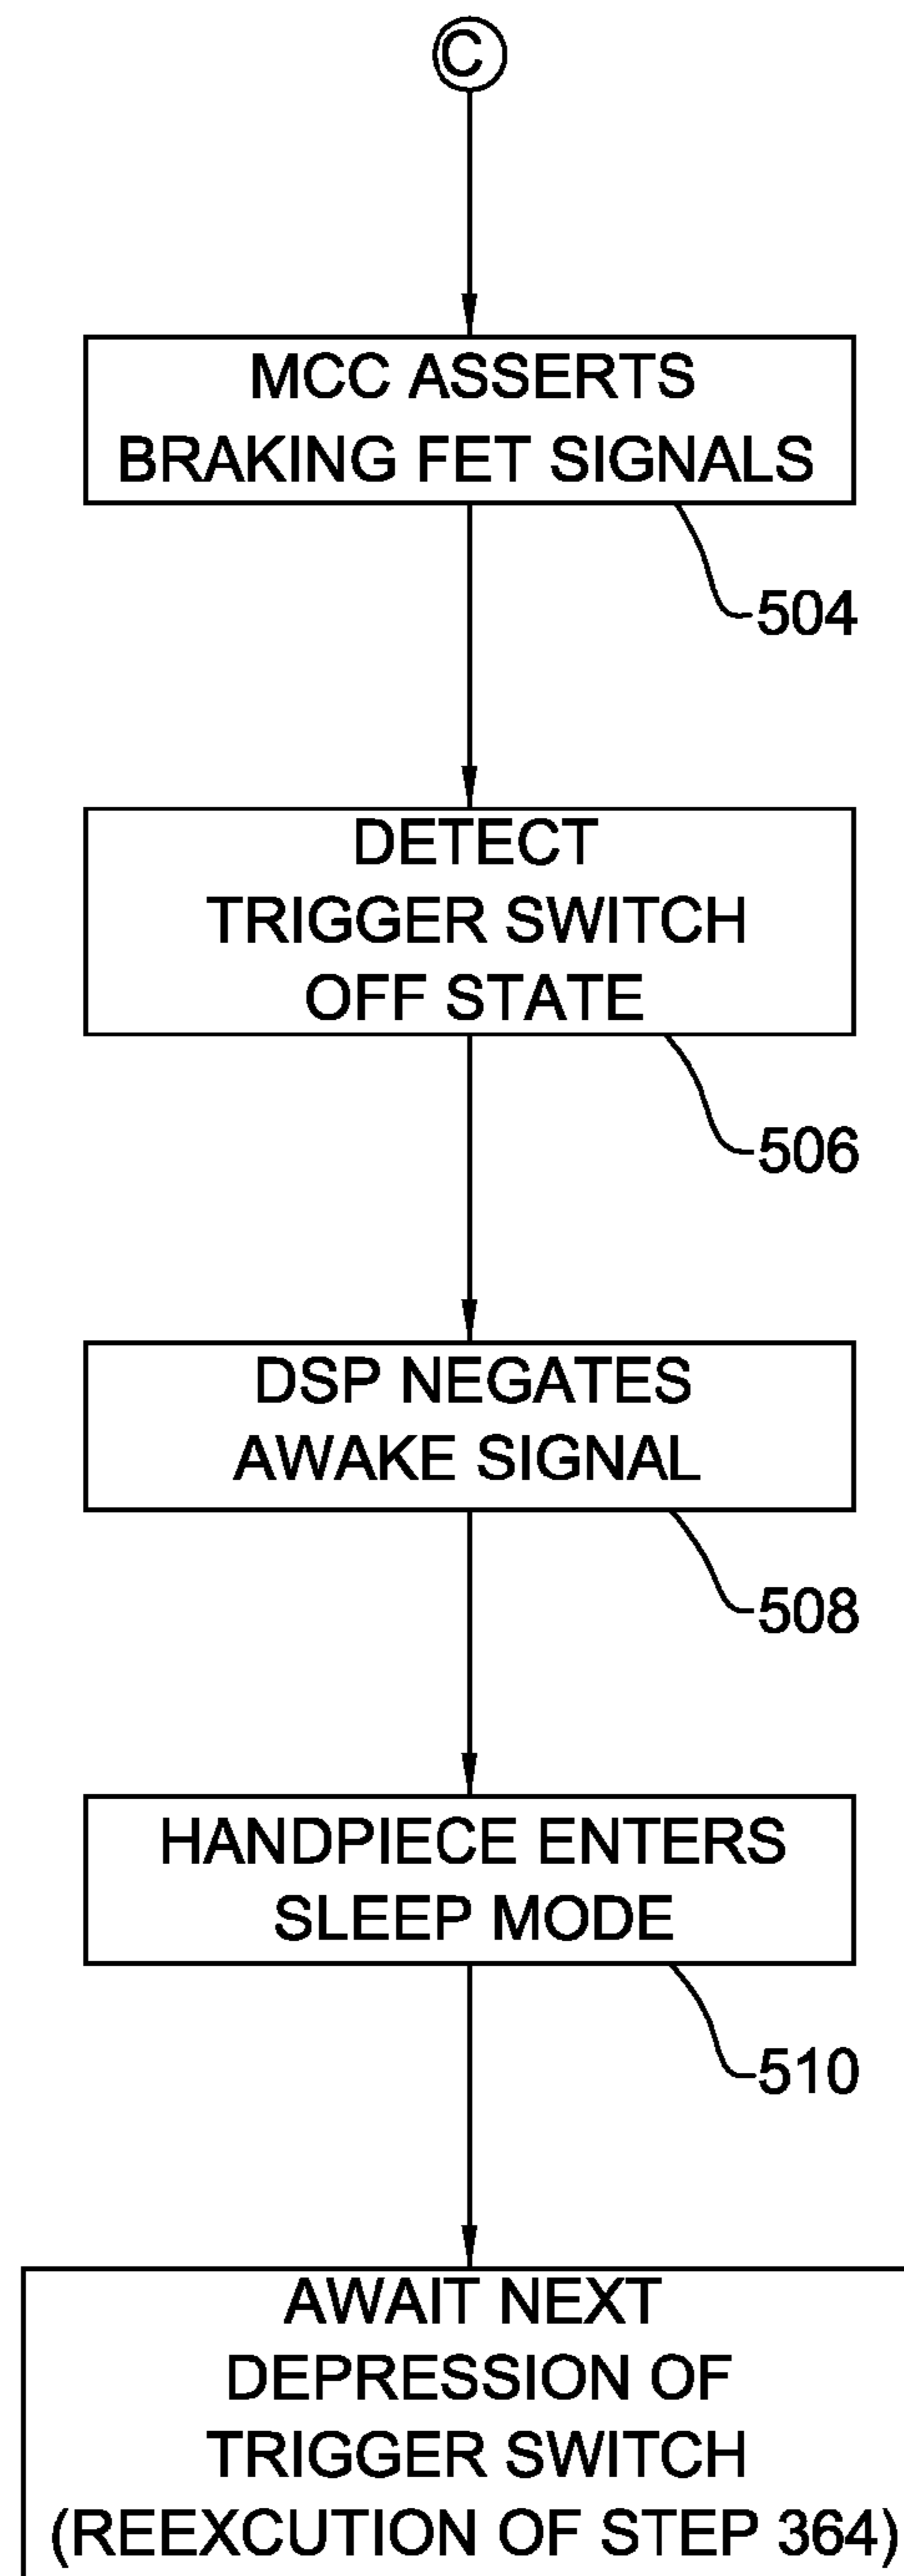 C
MCC ASSERTS
BRAKING FET SIGNALS
504
DETECT
TRIGGER SWITCH
OFF STATE
506
DSP NEGATES
AWAKE SIGNAL
508
HANDPIECE ENTERS
SLEEP MODE
510
AWAIT NEXT
DEPRESSION OF
TRIGGER SWITCH
(REEXCUTION OF STEP 364)